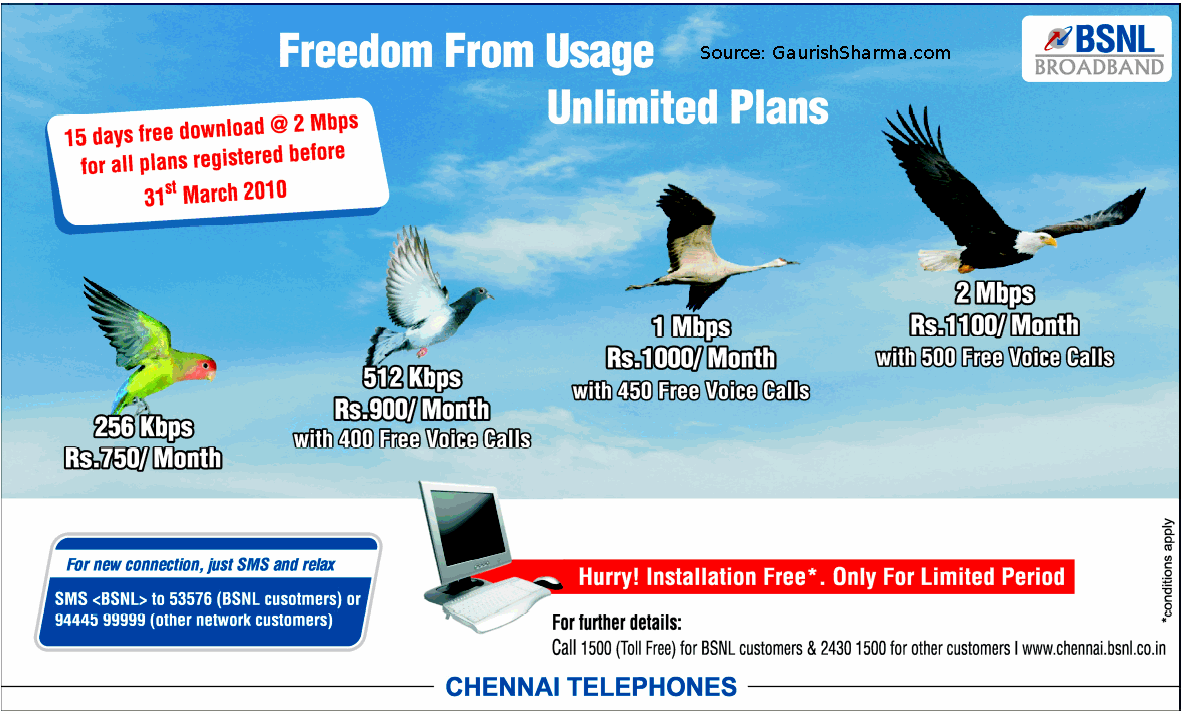 Freedom From Usage
Unlimited Plans
Source: GaurishSharma.com
BSNL
BROADBAND
15 days free download @ 2 Mbps
for all plans registered before
31st March 2010
256 Kbps
Rs.750/ Month
512 Kbps
Rs.900/ Month
with 400 Free Voice Calls
1 Mbps
Rs.1000/ Month
with 450 Free Voice Calls
2 Mbps
Rs.1100/ Month
with 500 Free Voice Calls
For new connection, just SMS and relax
SMS <BSNL> to 53576 (BSNL cusotmers) or
94445 99999 (other network customers)
Hurry! Installation Free*. Only For Limited Period
For further details:
Call 1500 (Toll Free) for BSNL customers & 2430 1500 for other customers I www.chennai.bsnl.co.in
*conditions apply
CHENNAI TELEPHONES